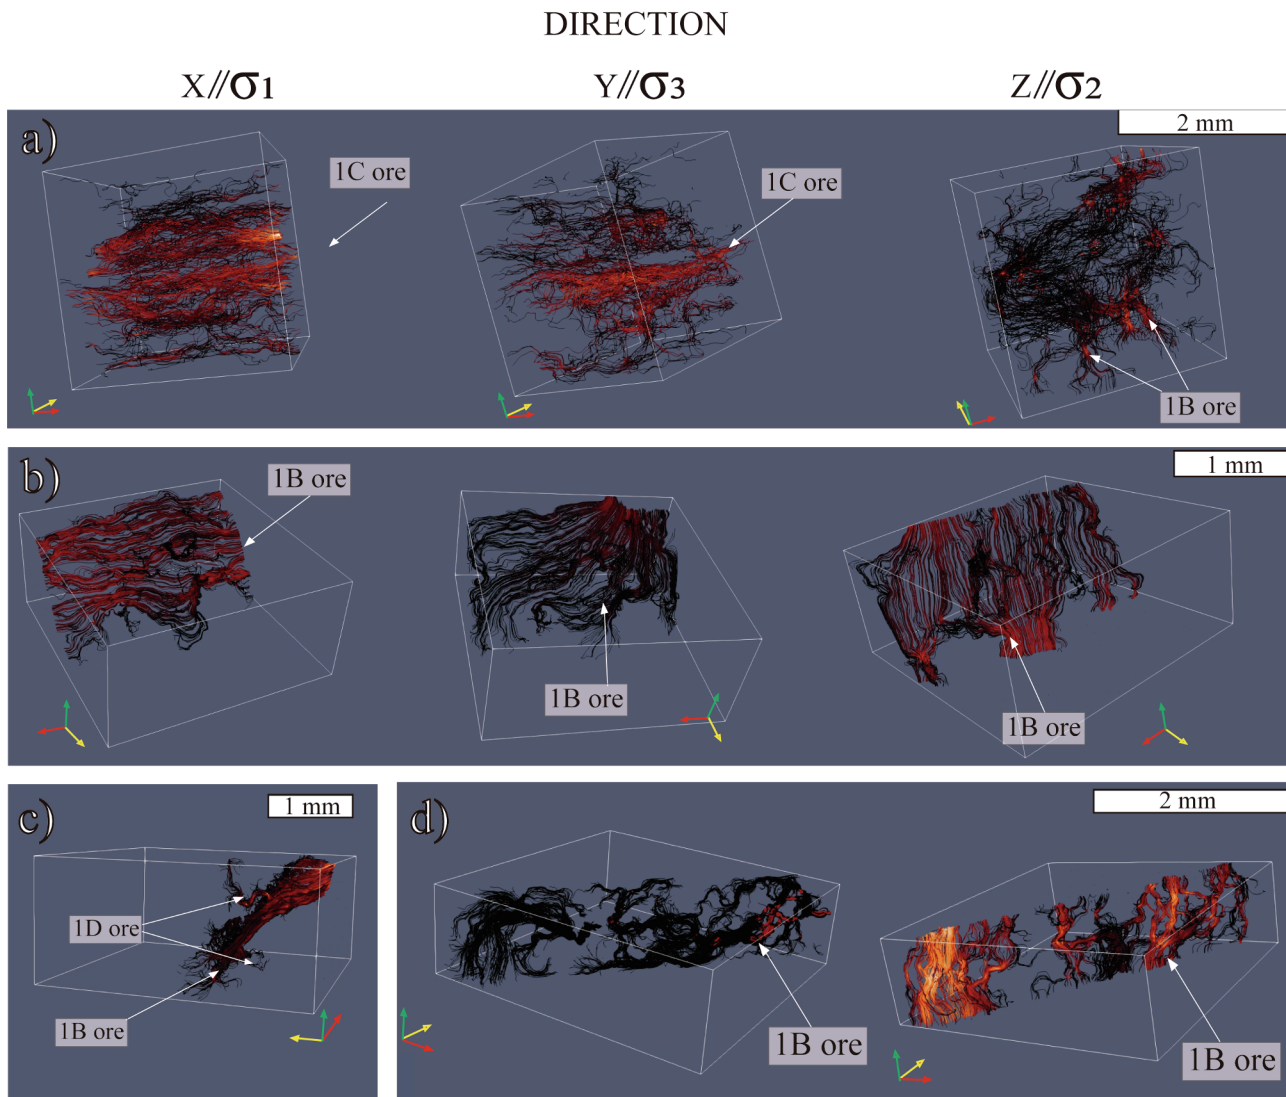 DIRECTION
X//σ1
Y//σ3
Z//σ2
a)
2 mm
1C ore
1C ore
1B ore
b)
1 mm
1B ore
1B ore
1B ore
c)
1 mm
1D ore
1B ore
d)
2 mm
1B ore
1B ore